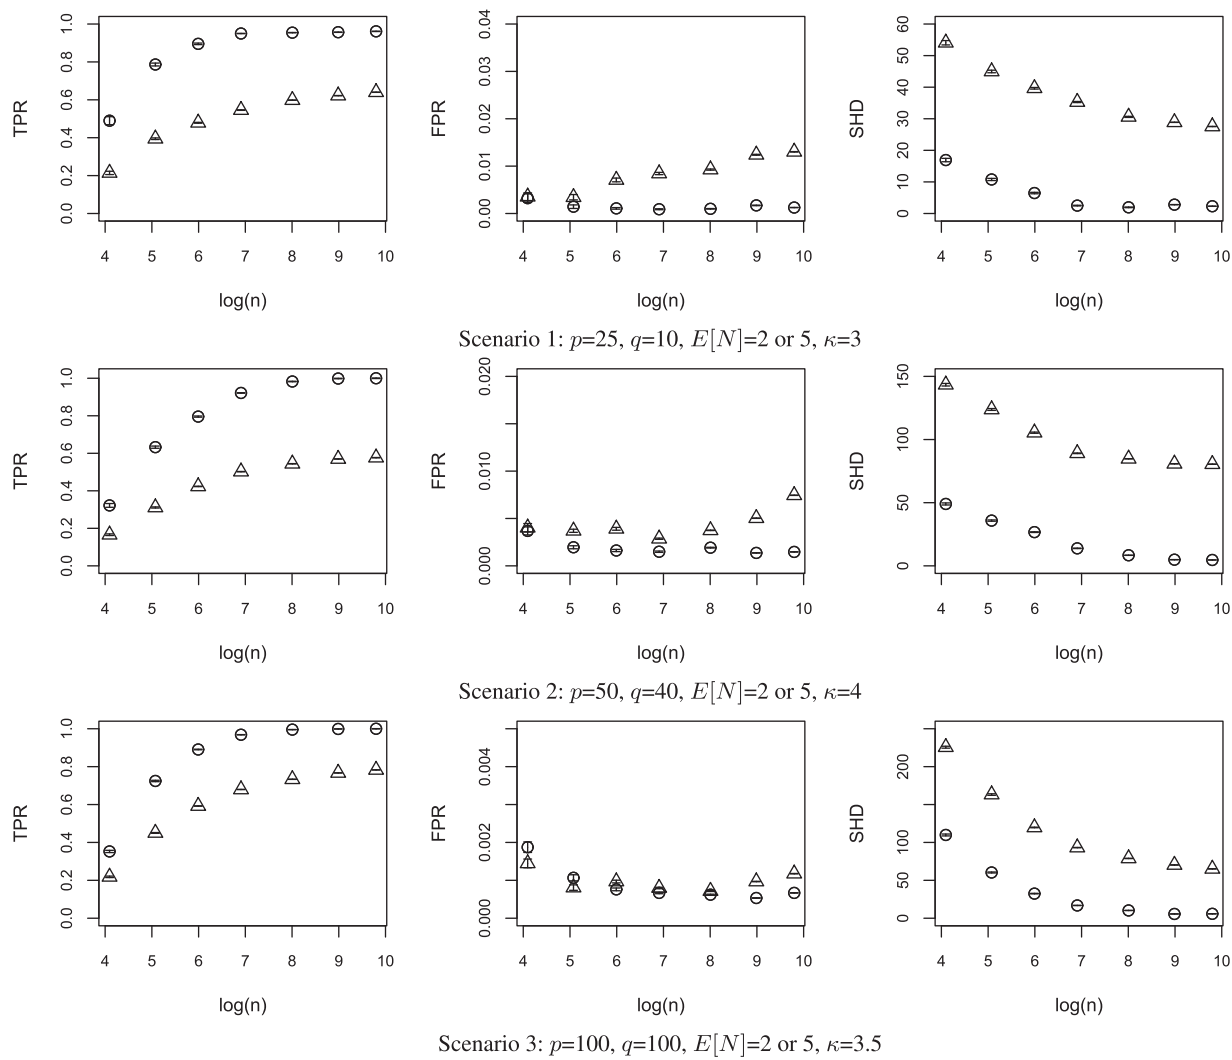 TPR
0.0 0.2 0.4 0.6 0.8 1.0
4 5 6 7 8 9 10
log(n)
FPR
0.00 0.01 0.02 0.03 0.04
4 5 6 7 8 9 10
log(n)
SHD
0 10 20 30 40 50 60
4 5 6 7 8 9 10
log(n)
Scenario 1: p=25, q=10, E[N]=2 or 5, κ=3
TPR
0.0 0.2 0.4 0.6 0.8 1.0
4 5 6 7 8 9 10
log(n)
FPR
0.000 0.010 0.020
4 5 6 7 8 9 10
log(n)
SHD
0 50 100 150
4 5 6 7 8 9 10
log(n)
Scenario 2: p=50, q=40, E[N]=2 or 5, κ=4
TPR
0.0 0.2 0.4 0.6 0.8 1.0
4 5 6 7 8 9 10
log(n)
FPR
0.000 0.002 0.004
4 5 6 7 8 9 10
log(n)
SHD
0 50 100 200
4 5 6 7 8 9 10
log(n)
Scenario 3: p=100, q=100, E[N]=2 or 5, κ=3.5